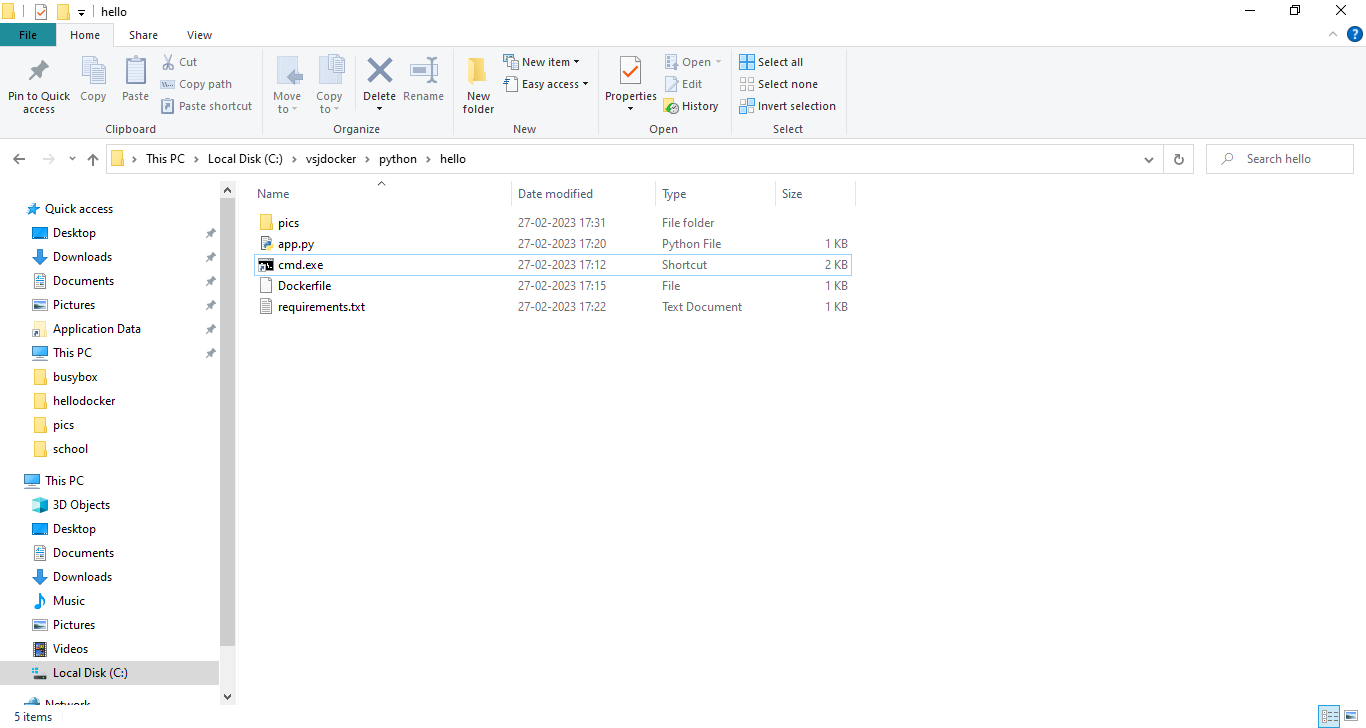 hello
File Home Share View
Pin to Quick access
Copy
Paste
Cut
Copy path
Paste shortcut
Clipboard
Move to
Copy to
Delete
Rename
Organize
New folder
New item
Easy access
New
Properties
Open
Edit
History
Open
Select all
Select none
Invert selection
Select
This PC Local Disk (C:) vsjdocker python hello
Search hello
Quick access
Desktop
Downloads
Documents
Pictures
Application Data
This PC
busybox
hellodocker
pics
school
This PC
3D Objects
Desktop
Documents
Downloads
Music
Pictures
Videos
Local Disk (C:)
Network
Name Date modified Type Size
pics 27-02-2023 17:31 File folder
app.py 27-02-2023 17:20 Python File 1 KB
cmd.exe 27-02-2023 17:12 Shortcut 2 KB
Dockerfile 27-02-2023 17:15 File 1 KB
requirements.txt 27-02-2023 17:22 Text Document 1 KB
5 items